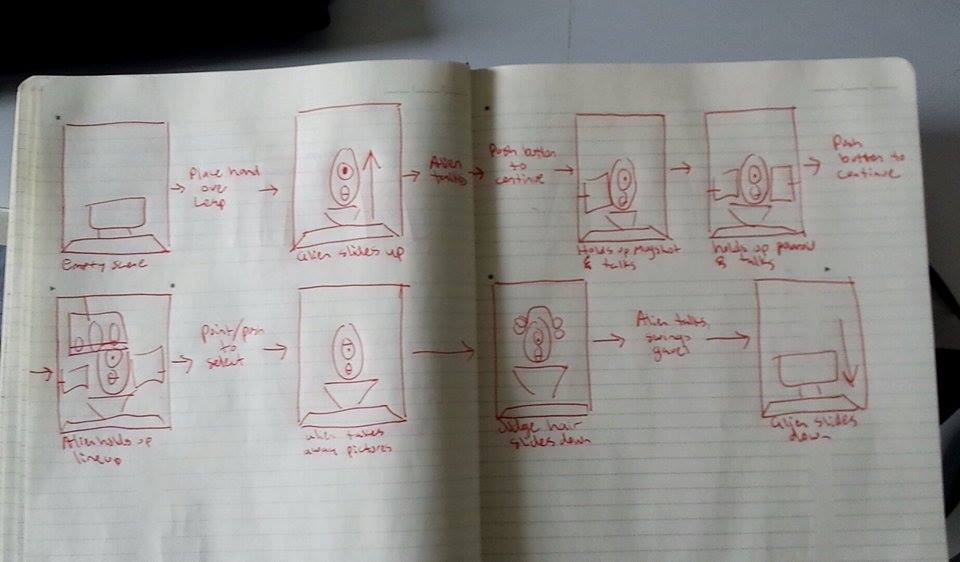 Empty scene
Place hand
over
Leap
alien slides up
Alien
talks
Push button
to
continue
Holds up Mugshot
& talks
holds up
& talks
Push
button to
continue
Alien holds up
lineup
point/push
to
select
alien takes
away pictures
Judge hair
slides down
Alien talks,
swings
gavel
alien slides
down